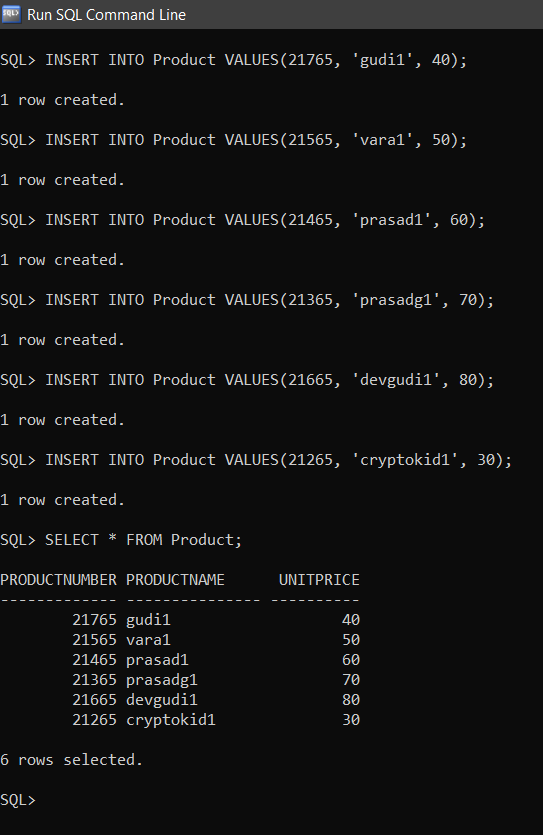 SQL>
Run SQL Command Line
SQL> INSERT INTO Product VALUES(21765, 'gudi1', 40);
1 row created.
SQL> INSERT INTO Product VALUES(21565, 'vara1', 50);
1 row created.
SQL> INSERT INTO Product VALUES(21465, 'prasad1', 60);
1 row created.
SQL> INSERT INTO Product VALUES(21365, 'prasadg1', 70);
1 row created.
SQL> INSERT INTO Product VALUES(21665, 'devgudi1', 80);
1 row created.
SQL> INSERT INTO Product VALUES(21265, 'cryptokid1', 30);
1 row created.
SQL> SELECT * FROM Product;
PRODUCTNUMBER PRODUCTNAME      UNITPRICE
------------- --------------- ----------
        21765 gudi1                   40
        21565 vara1                   50
        21465 prasad1                 60
        21365 prasadg1                70
        21665 devgudi1                80
        21265 cryptokid1              30
6 rows selected.
SQL>